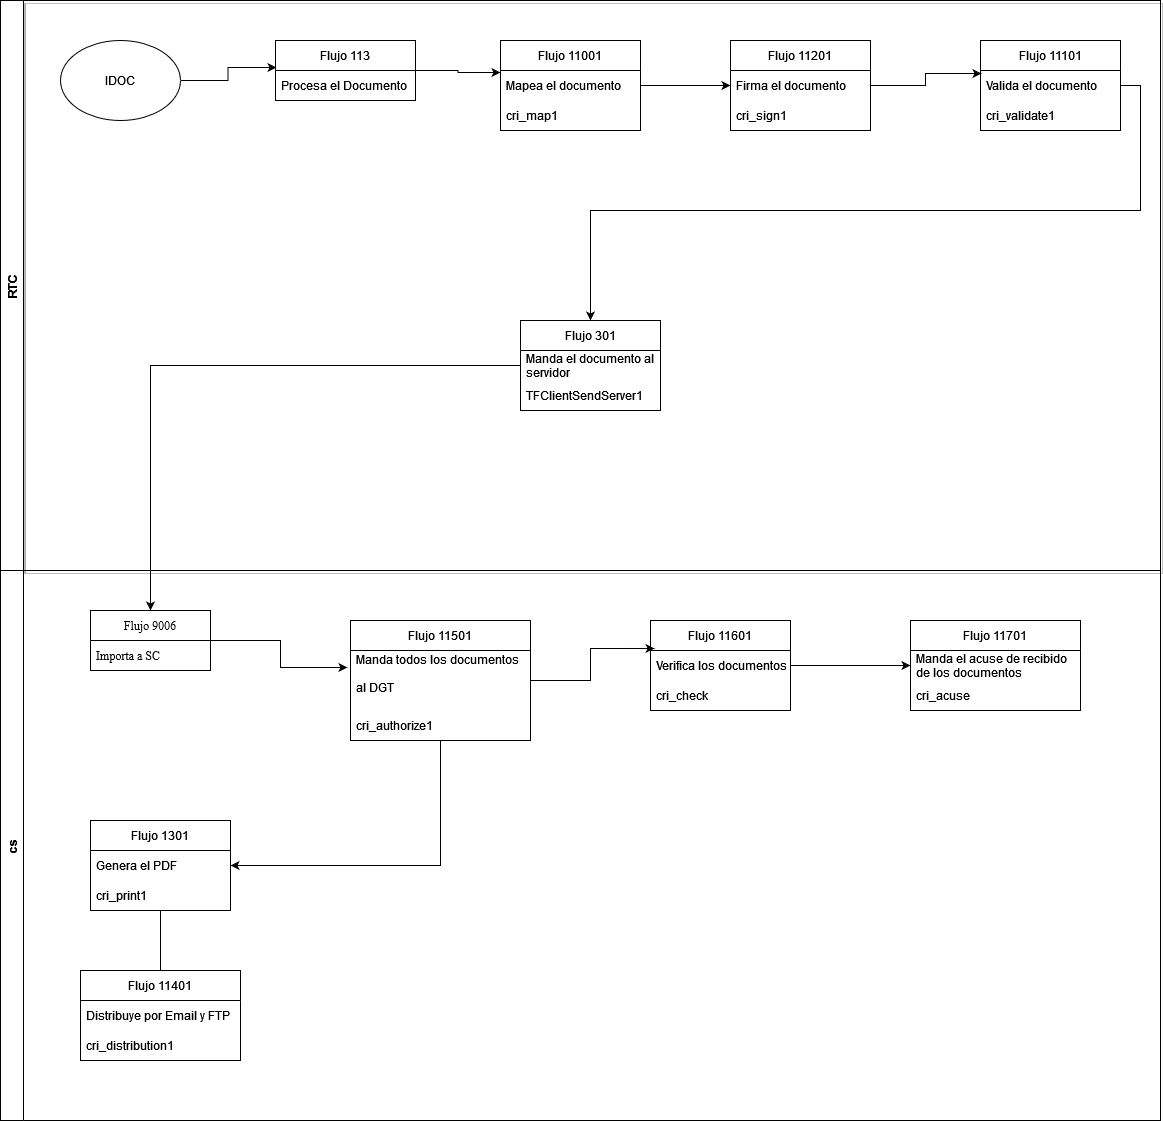 RTC
IDOC
Flujo 113
Procesa el Documento
Flujo 11001
Mapea el documento
cri_map1
Flujo 11201
Firma el documento
cri_sign1
Flujo 11101
Valida el documento
cri_validate1
Flujo 301
Manda el documento al
servidor
TFClientSendServer1
cs
Flujo 9006
Importa a SC
Flujo 11501
Manda todos los documentos
al DGT
cri_authorize1
Flujo 11601
Verifica los documentos
cri_check
Flujo 11701
Manda el acuse de recibido
de los documentos
cri_acuse
Flujo 1301
Genera el PDF
cri_print1
Flujo 11401
Distribuye por Email y FTP
cri_distribution1